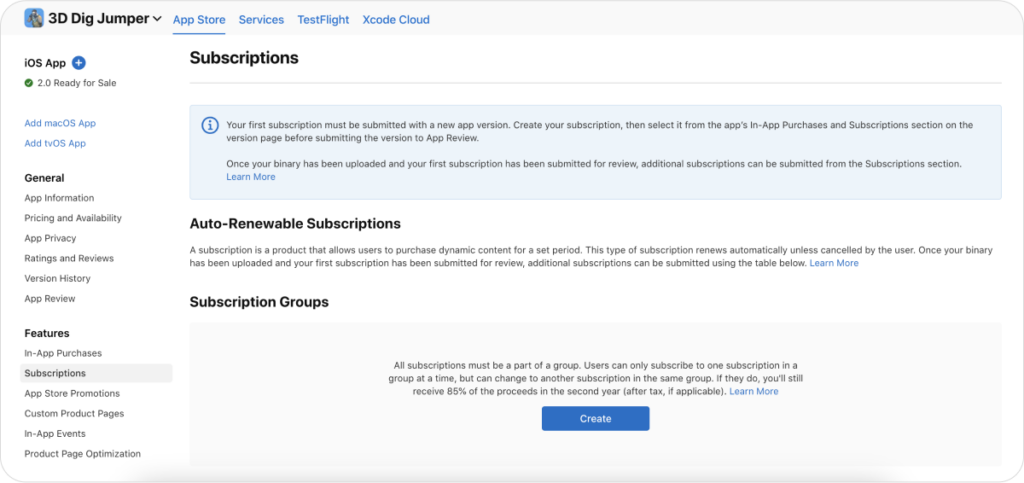 3D Dig Jumper
App Store
Services
TestFlight
Xcode Cloud
iOS App
2.0 Ready for Sale
Add macOS App
Add tvOS App
General
App Information
Pricing and Availability
App Privacy
Ratings and Reviews
Version History
App Review
Features
In-App Purchases
Subscriptions
App Store Promotions
Custom Product Pages
In-App Events
Product Page Optimization
Subscriptions
Your first subscription must be submitted with a new app version. Create your subscription, then select it from the app's In-App Purchases and Subscriptions section on the
version page before submitting the version to App Review.
Once your binary has been uploaded and your first subscription has been submitted for review, additional subscriptions can be submitted from the Subscriptions section.
Learn More
Auto-Renewable Subscriptions
A subscription is a product that allows users to purchase dynamic content for a set period. This type of subscription renews automatically unless cancelled by the user. Once your binary
has been uploaded and your first subscription has been submitted for review, additional subscriptions can be submitted using the table below. Learn More
Subscription Groups
All subscriptions must be a part of a group. Users can only subscribe to one subscription in a
group at a time, but can change to another subscription in the same group. If they do, you'll still
receive 85% of the proceeds in the second year (after tax, if applicable). Learn More
Create